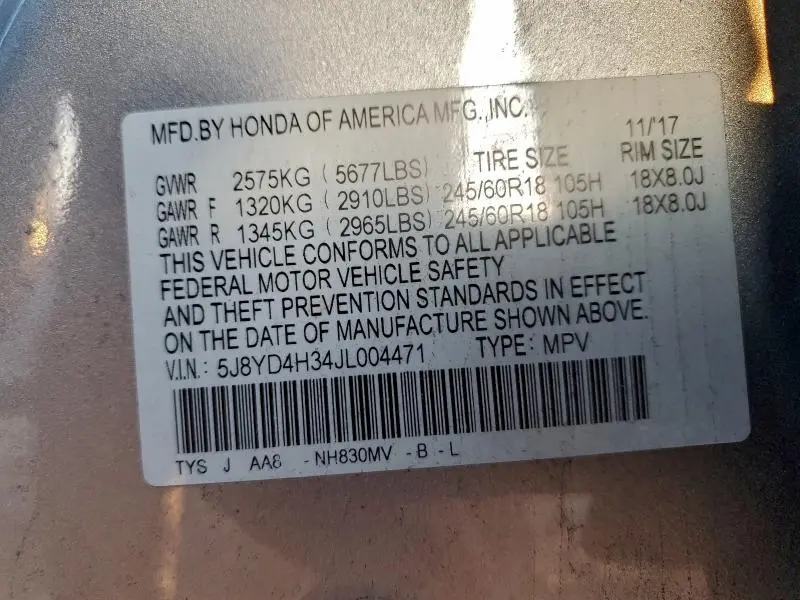 MFD.BY HONDA OF AMERICA MFG.,INC. 11/'17
GVWR 2575KG ( 5677LBS) TIRE SIZE RIM SIZE
GAWR F 1320KG ( 2910LBS) 245/60R18 105H 18X8.0J
GAWR R 1345KG ( 2965LBS) 245/60R18 105H 18X8.0J
THIS VEHICLE CONFORMS TO ALL APPLICABLE
FEDERAL MOTOR VEHICLE SAFETY
AND THEFT PREVENTION STANDARDS IN EFFECT
ON THE DATE OF MANUFACTURE SHOWN ABOVE.
V.I.N.: 5J8YD4H34JL004471 TYPE: MPV
TYS J AA8 -NH830MV -B -L